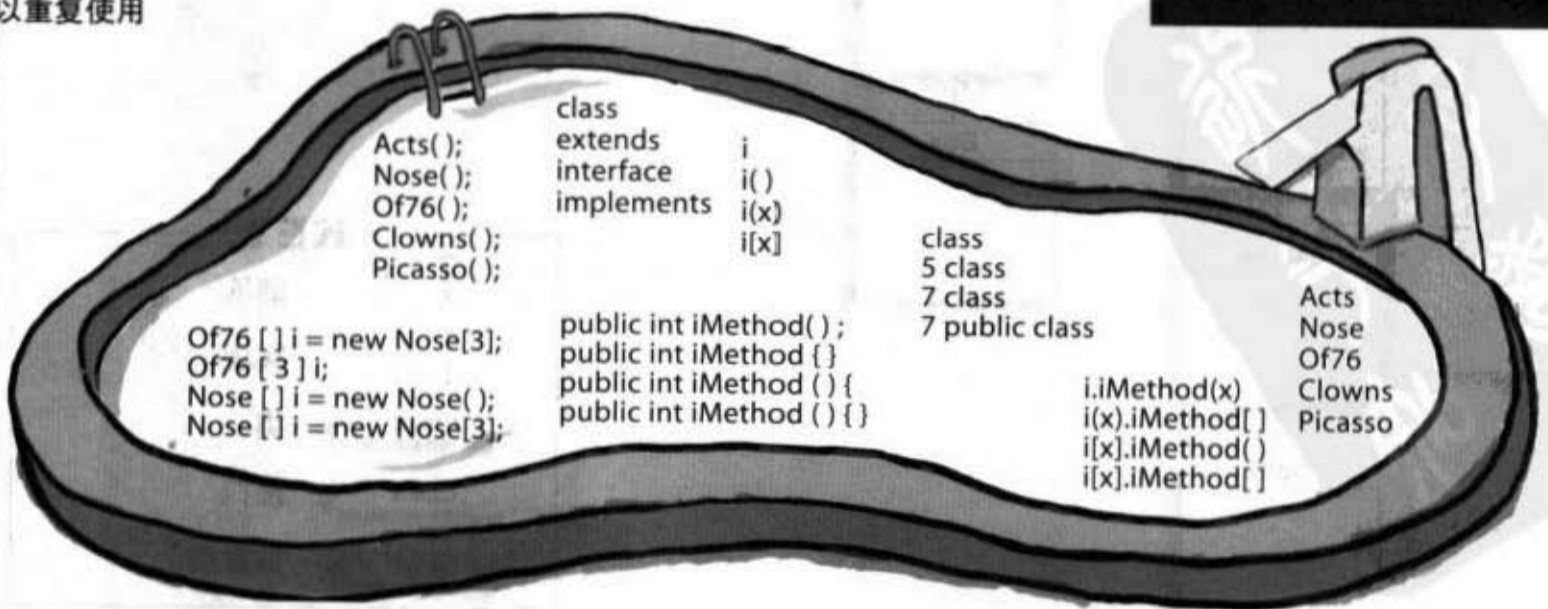 以重复使用
Acts( );
Nose( );
Of76( );
Clowns( );
Picasso( );
class
extends
interface
implements
i
i( )
i(x)
i[x]
class
5 class
7 class
7 public class
Acts
Nose
Of76
Clowns
Picasso
Of76 [ ] i = new Nose[3];
Of76 [ 3 ] i;
Nose [ ] i = new Nose( );
Nose [ ] i = new Nose[3];
public int iMethod( ) ;
public int iMethod { }
public int iMethod ( ) {
public int iMethod ( ) { }
i.iMethod(x)
i(x).iMethod[ ]
i[x].iMethod( )
i[x].iMethod[ ]